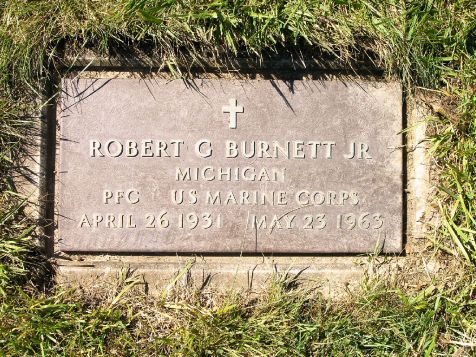 ROBERT G BURNETT JR
MICHIGAN
PFC US MARINE CORPS
APRIL 26 1931 MAY 23 1963